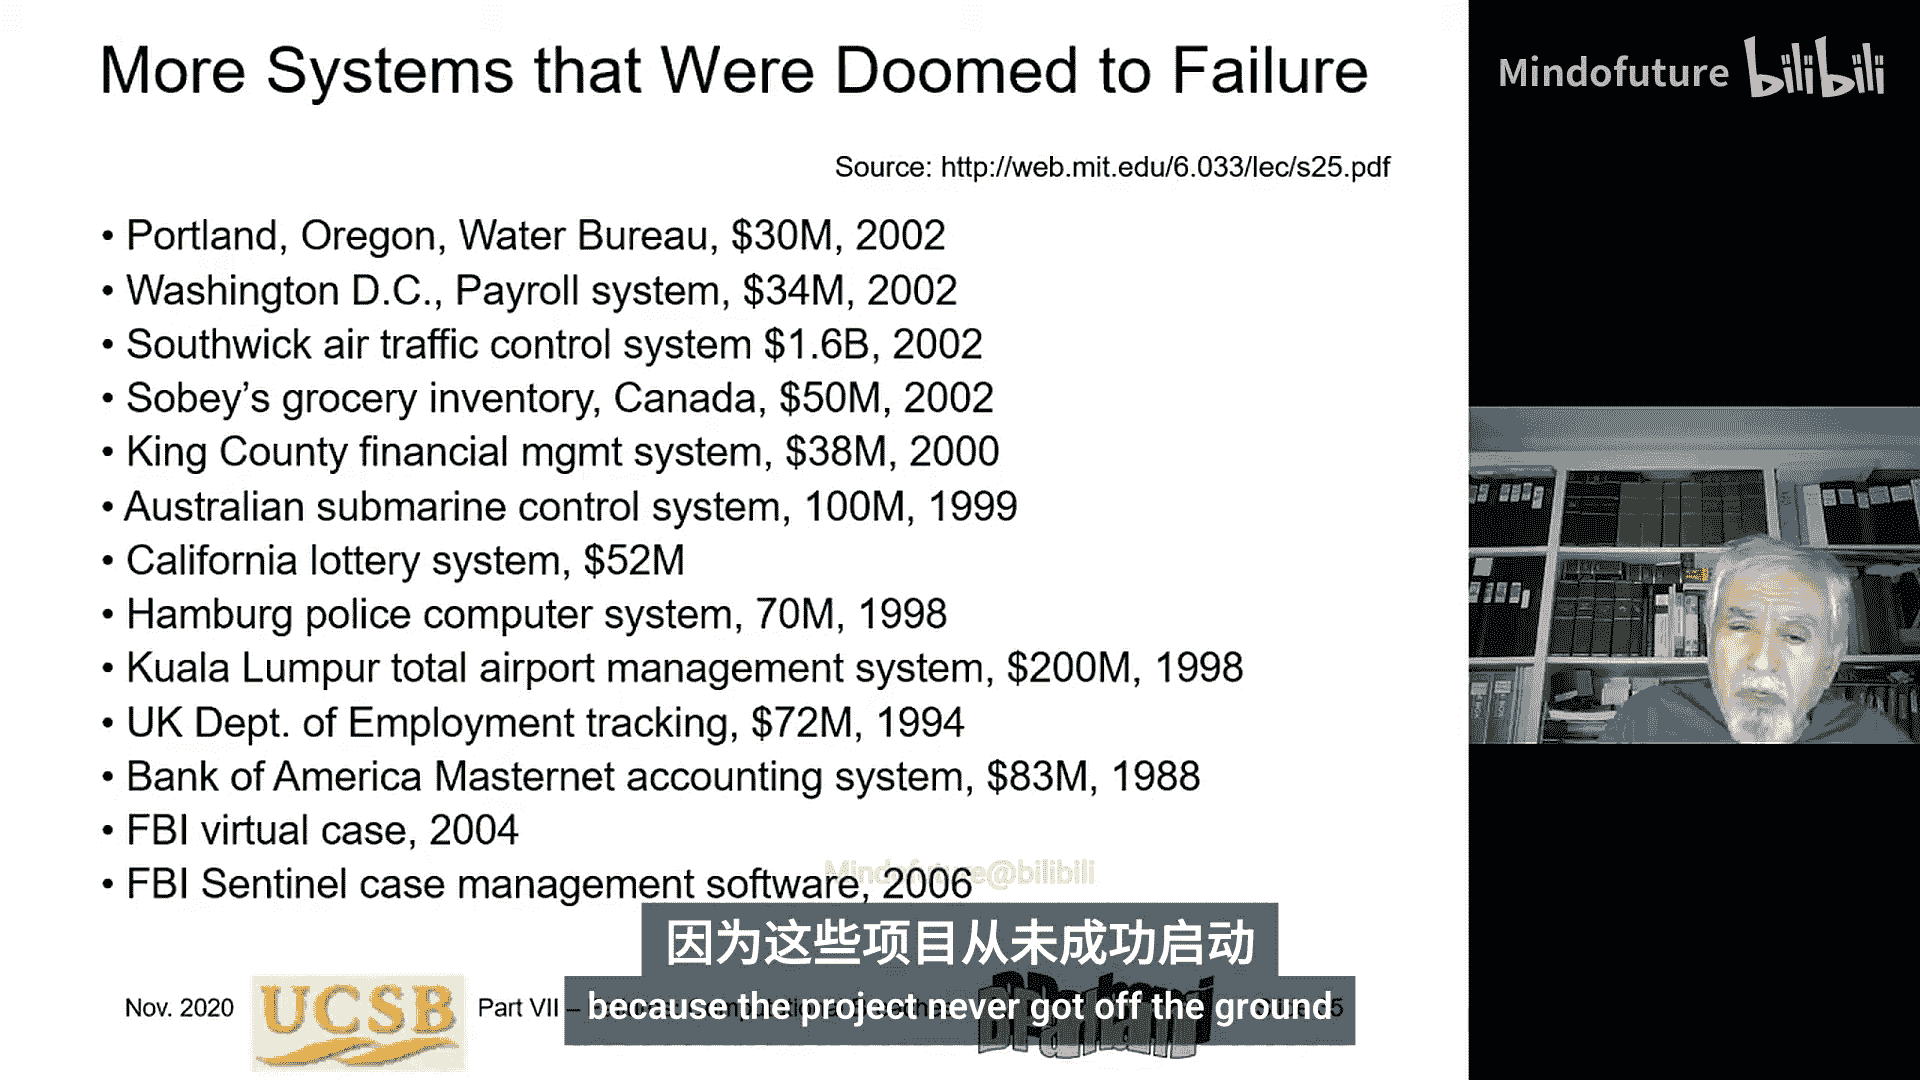 More Systems that Were Doomed to Failure
Mindofuture bilibili
Source: http://web.mit.edu/6.033/lec/s25.pdf
• Portland, Oregon, Water Bureau, $30M, 2002
• Washington D.C., Payroll system, $34M, 2002
• Southwick air traffic control system $1.6B, 2002
• Sobey’s grocery inventory, Canada, $50M, 2002
• King County financial mgmt system, $38M, 2000
• Australian submarine control system, 100M, 1999
• California lottery system, $52M
• Hamburg police computer system, 70M, 1998
• Kuala Lumpur total airport management system, $200M, 1998
• UK Dept. of Employment tracking, $72M, 1994
• Bank of America Masternet accounting system, $83M, 1988
• FBI virtual case, 2004
Mindofuture@bilibili
• FBI Sentinel case management software, 2006
因为这些项目从未成功启动
because the project never got off the ground
Nov. 2020
UCSB
Part VII –